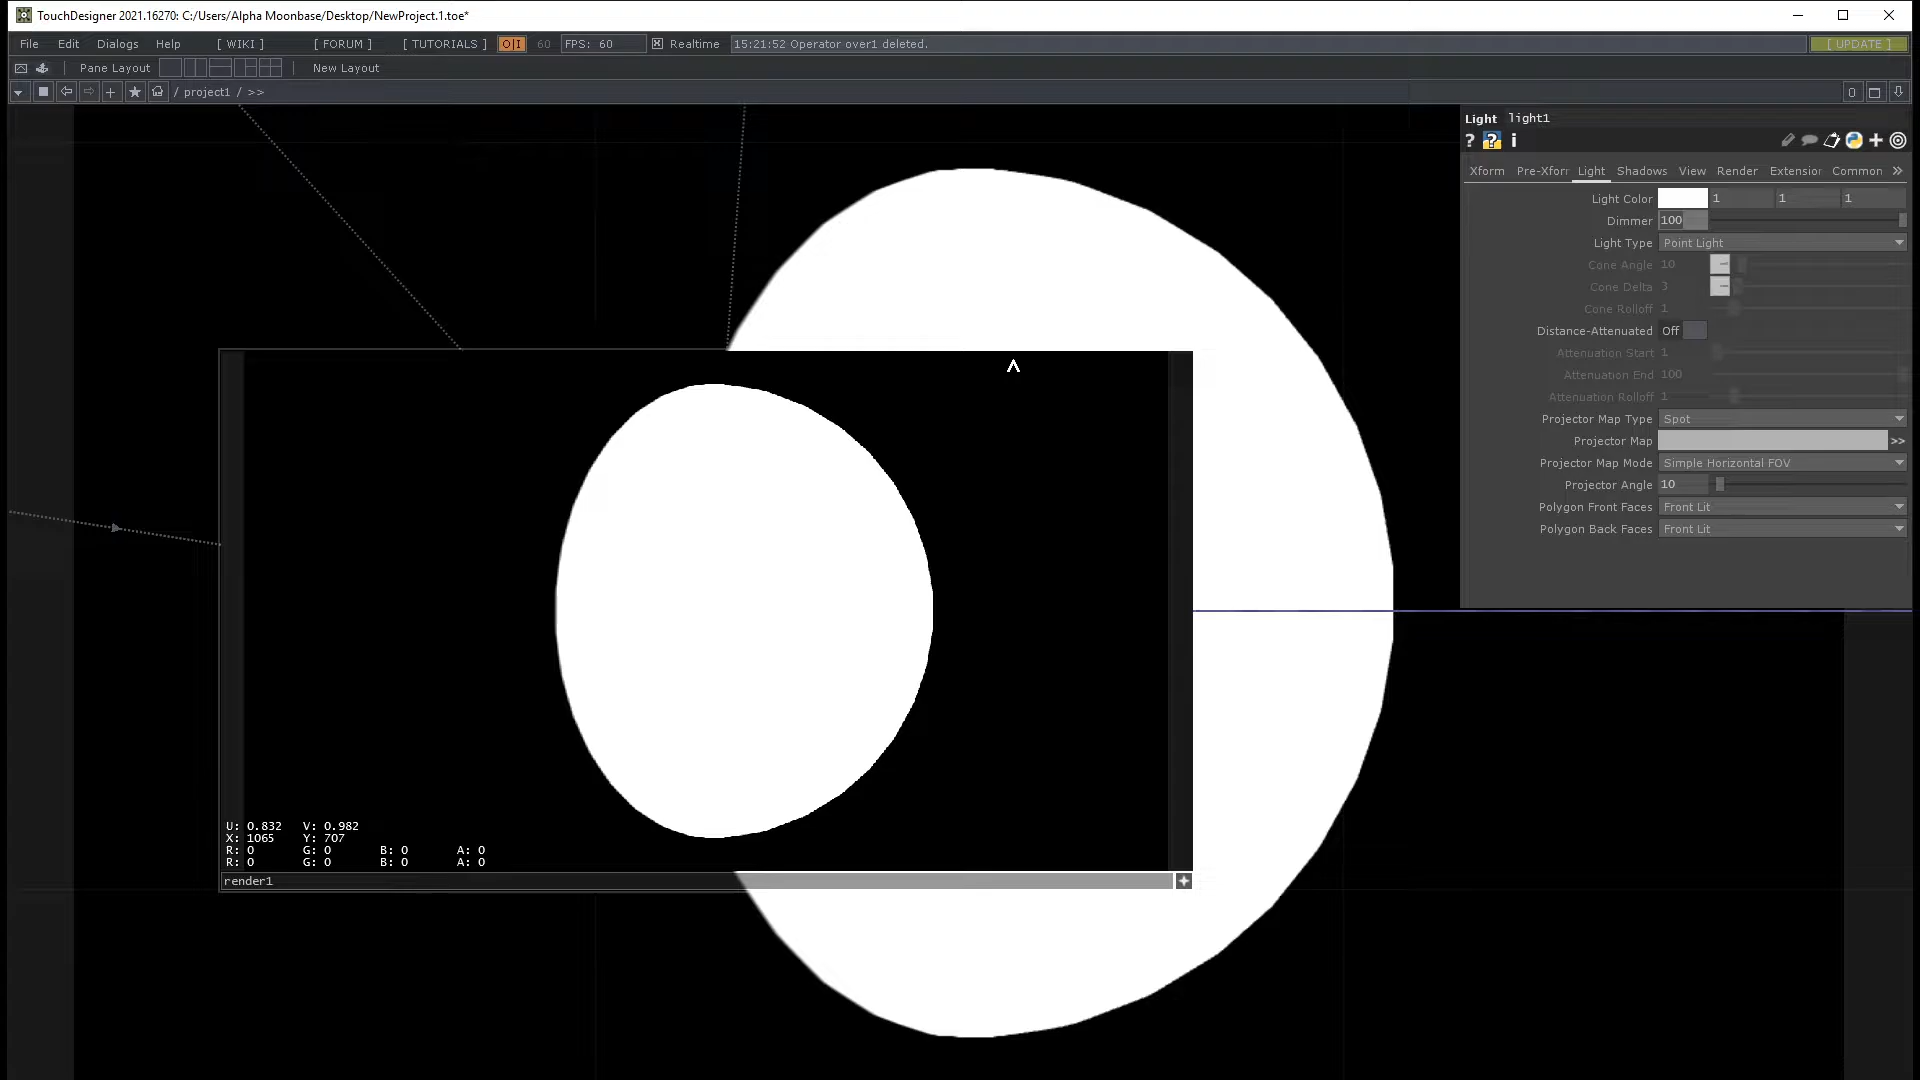 TouchDesigner 2021.16270: C:/Users/Alpha Moonbase/Desktop/NewProject.1.toe*
File Edit Dialogs Help [ WIKI ] [ FORUM ] [ TUTORIALS ] O|I 60 FPS: 60 Realtime 15:21:52 Operator over1 deleted. [ UPDATE ]
Pane Layout New Layout
/ project1 / >> 0
Light light1
? ? i
Xform Pre-Xforr Light Shadows View Render Extensior Common >>
Light Color 1 1 1
Dimmer 100
Light Type Point Light
Cone Angle 10
Cone Delta 3
Cone Rolloff 1
Distance-Attenuated Off
Attenuation Start 1
Attenuation End 100
Attenuation Rolloff 1
Projector Map Type Spot
Projector Map >>
Projector Map Mode Simple Horizontal FOV
Projector Angle 10
Polygon Front Faces Front Lit
Polygon Back Faces Front Lit
U: 0.832 V: 0.982
X: 1065 Y: 707
R: 0 G: 0 B: 0 A: 0
R: 0 G: 0 B: 0 A: 0
render1